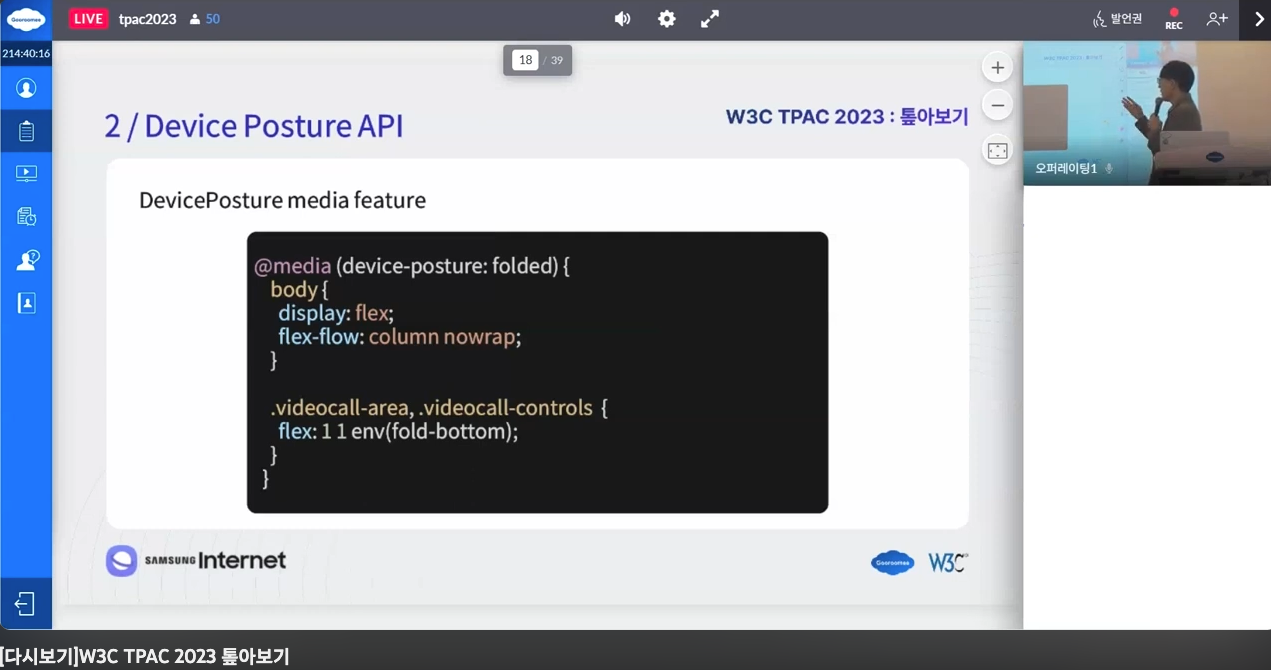 Gooroomee
LIVE tpac2023 50
발언권
REC
214:40:16
18 / 39
2 / Device Posture API
W3C TPAC 2023 : 톺아보기
오퍼레이팅1
DevicePosture media feature
@media (device-posture: folded) {
body {
display: flex;
flex-flow: column nowrap;
}
.videocall-area, .videocall-controls {
flex: 1 1 env(fold-bottom);
}
}
SAMSUNG Internet
Gooroomee W3C
[다시보기]W3C TPAC 2023 톺아보기